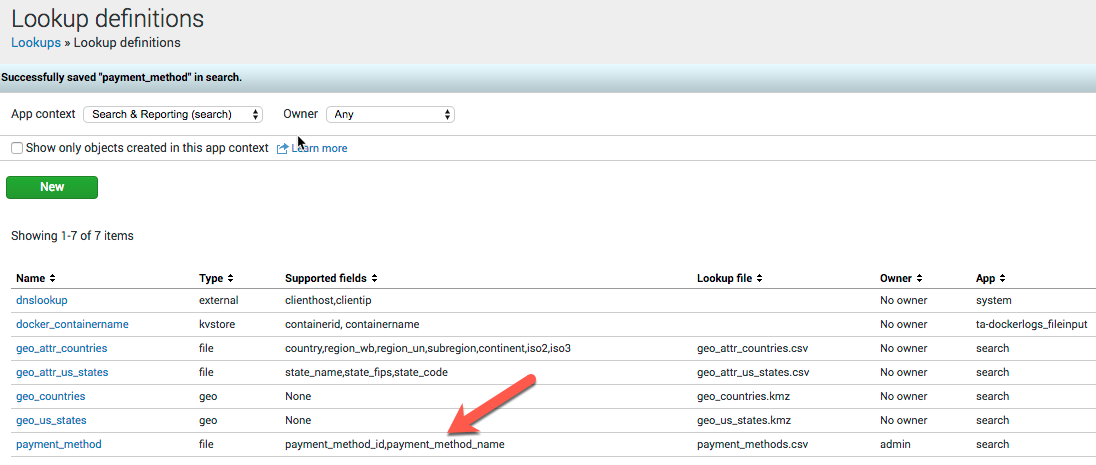 Lookup definitions
Lookups » Lookup definitions
Successfully saved "payment_method" in search.
App context Search & Reporting (search) Owner Any
Show only objects created in this app context Learn more
New
Showing 1-7 of 7 items
Name Type Supported fields Lookup file Owner App
dnslookup external clienthost,clientip No owner system
docker_containername kvstore containerid, containername No owner ta-dockerlogs_fileinput
geo_attr_countries file country,region_wb,region_un,subregion,continent,iso2,iso3 geo_attr_countries.csv No owner search
geo_attr_us_states file state_name,state_fips,state_code geo_attr_us_states.csv No owner search
geo_countries geo None geo_countries.kmz No owner search
geo_us_states geo None geo_us_states.kmz No owner search
payment_method file payment_method_id,payment_method_name payment_methods.csv admin search